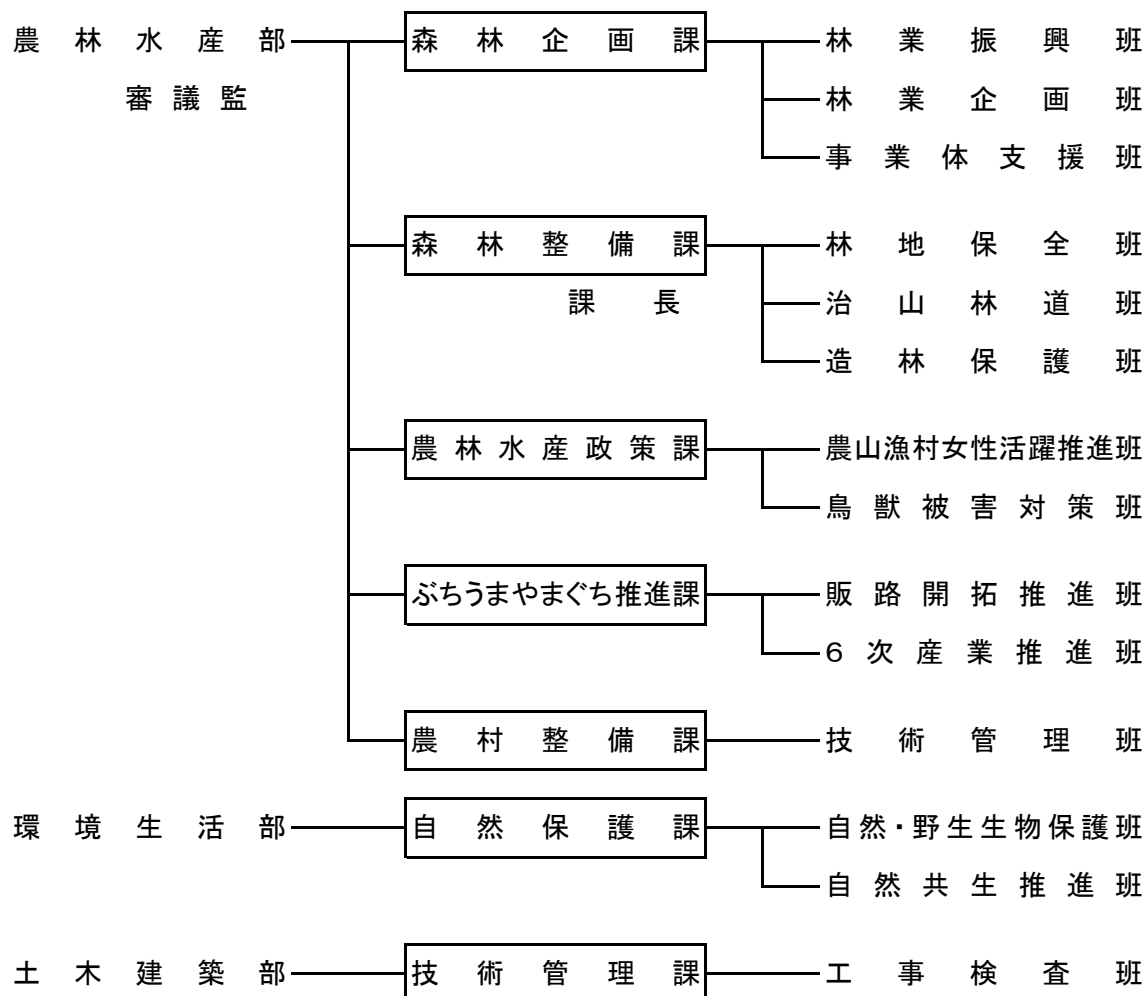 農林水産部 森林企画課 林業振興班
審議監 林業企画班
事業体支援班
森林整備課 林地保全班
課長 治山林道班
造林保護班
農林水産政策課 農山漁村女性活躍推進班
鳥獣被害対策班
ぶちうまやまぐち推進課 販路開拓推進班
6次産業推進班
農村整備課 技術管理班
環境生活部 自然保護課 自然・野生生物保護班
自然共生推進班
土木建築部 技術管理課 工事検査班